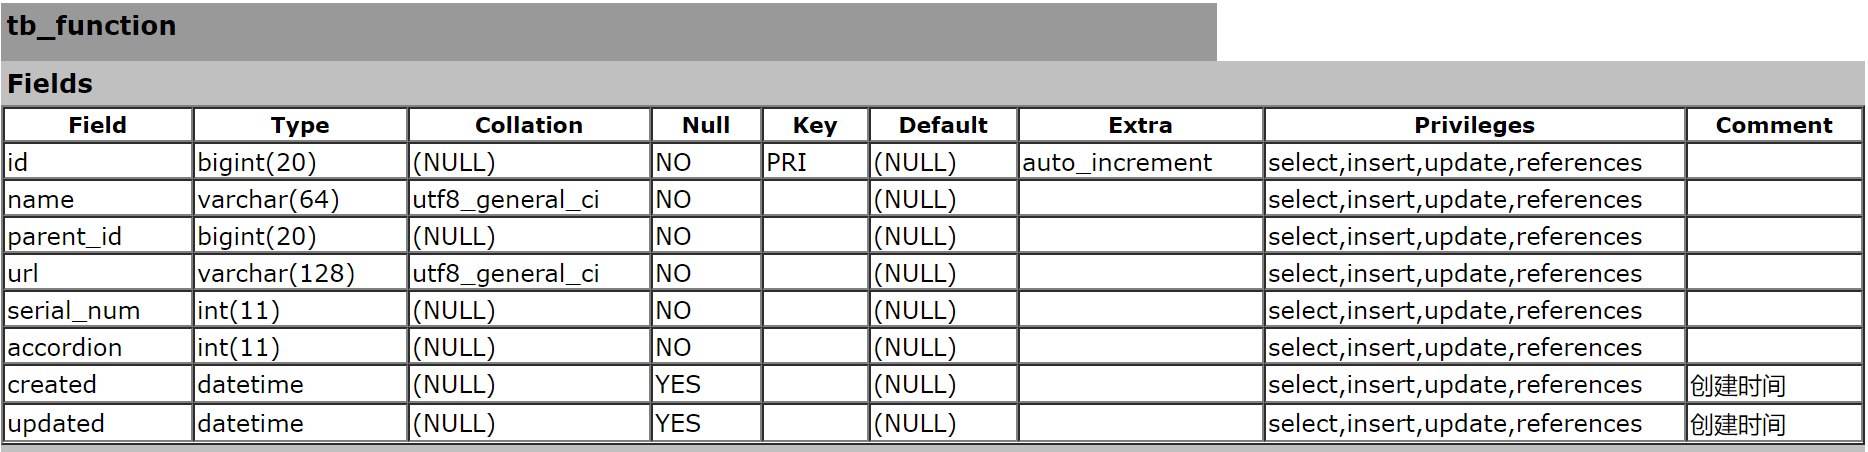 tb_function
Fields
Field Type Collation Null Key Default Extra Privileges Comment
id bigint(20) (NULL) NO PRI (NULL) auto_increment select,insert,update,references
name varchar(64) utf8_general_ci NO (NULL) select,insert,update,references
parent_id bigint(20) (NULL) NO (NULL) select,insert,update,references
url varchar(128) utf8_general_ci NO (NULL) select,insert,update,references
serial_num int(11) (NULL) NO (NULL) select,insert,update,references
accordion int(11) (NULL) NO (NULL) select,insert,update,references
created datetime (NULL) YES (NULL) select,insert,update,references 创建时间
updated datetime (NULL) YES (NULL) select,insert,update,references 创建时间